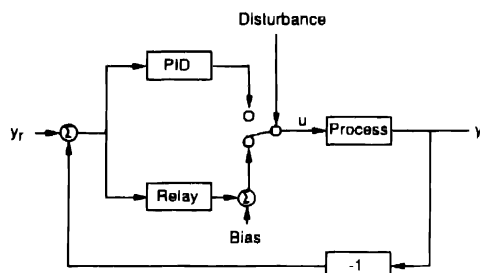 Disturbance
PID
y_r
Σ
u
Process
y
Relay
Σ
Bias
-1